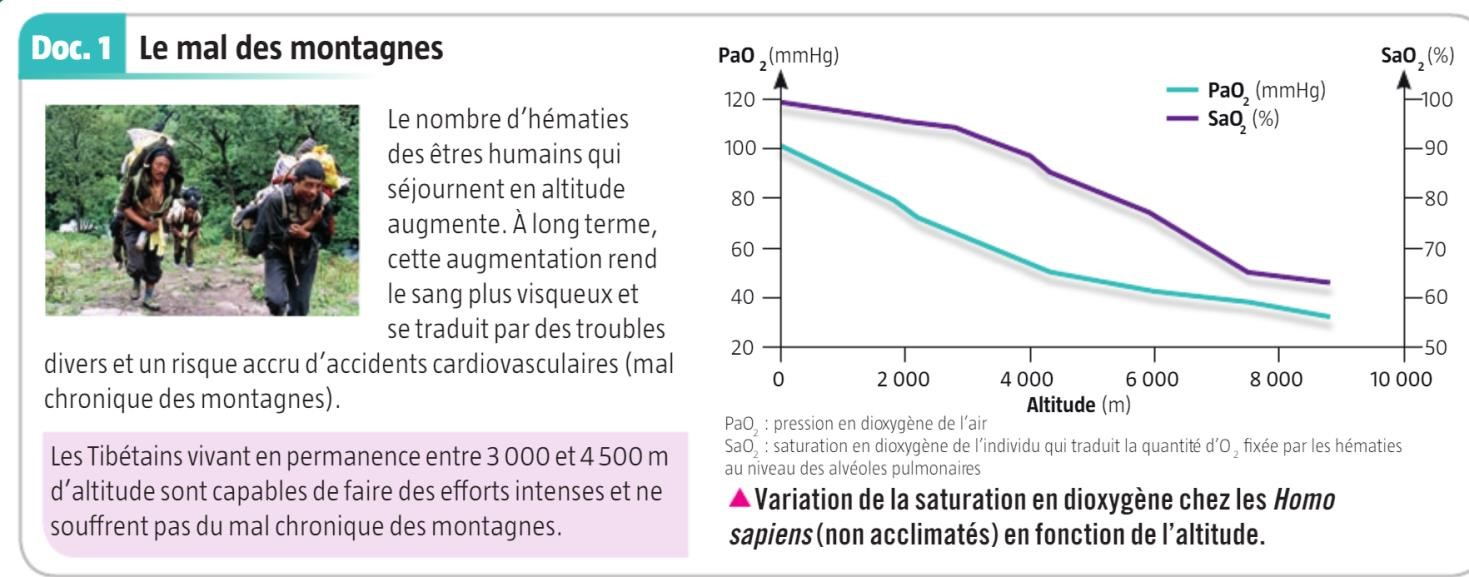 Doc. 1 Le mal des montagnes
Le nombre d'hématies
des êtres humains qui
séjournent en altitude
augmente. À long terme,
cette augmentation rend
le sang plus visqueux et
se traduit par des troubles
divers et un risque accru d'accidents cardiovasculaires (mal
chronique des montagnes).
Les Tibétains vivant en permanence entre 3 000 et 4 500 m
d'altitude sont capables de faire des efforts intenses et ne
souffrent pas du mal chronique des montagnes.
PaO2 (mmHg)
SaO2 (%)
PaO2 (mmHg)
SaO2 (%)
120
100
80
60
40
20
100
90
80
70
60
50
0 2 000 4 000 6 000 8 000 10 000
Altitude (m)
PaO2 : pression en dioxygène de l'air
SaO2 : saturation en dioxygène de l'individu qui traduit la quantité d'O2 fixée par les hématies
au niveau des alvéoles pulmonaires
▲ Variation de la saturation en dioxygène chez les Homo
sapiens (non acclimatés) en fonction de l'altitude.